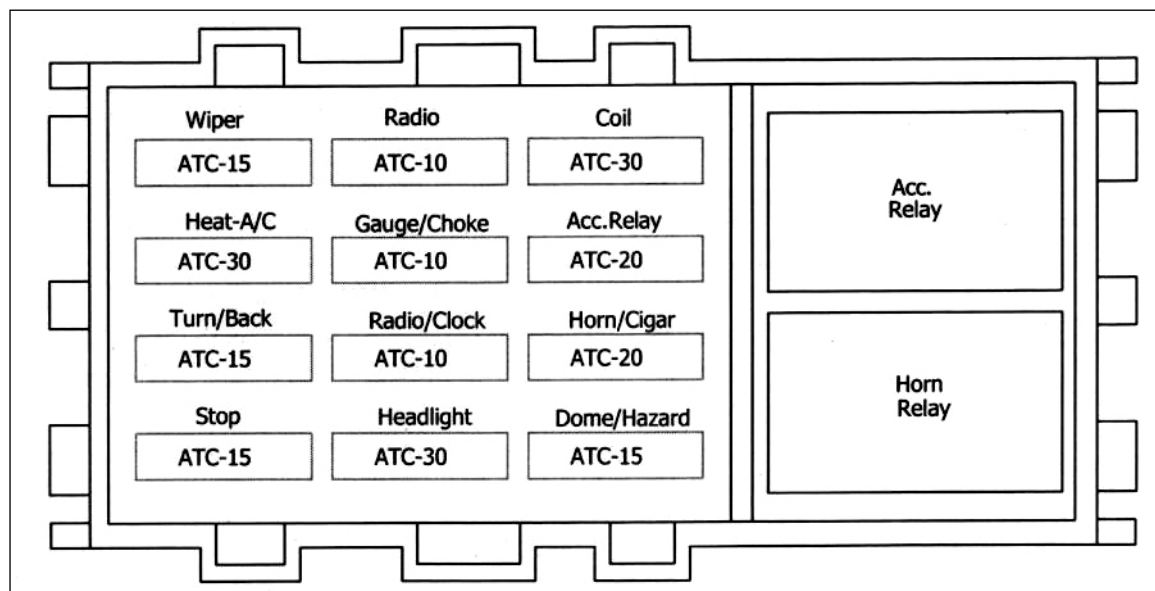 Wiper Radio Coil
ATC-15 ATC-10 ATC-30
Heat-A/C Gauge/Choke Acc.Relay
ATC-30 ATC-10 ATC-20
Turn/Back Radio/Clock Horn/Cigar
ATC-15 ATC-10 ATC-20
Stop Headlight Dome/Hazard
ATC-15 ATC-30 ATC-15
Acc.
Relay
Horn
Relay